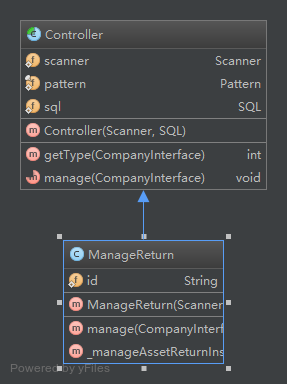 Controller
scanner Scanner
pattern Pattern
sql SQL
Controller(Scanner, SQL)
getType(CompanyInterface) int
manage(CompanyInterface) void
ManageReturn
id String
ManageReturn(Scanner
manage(CompanyInterf
_manageAssetReturnIns
Powered by yFiles